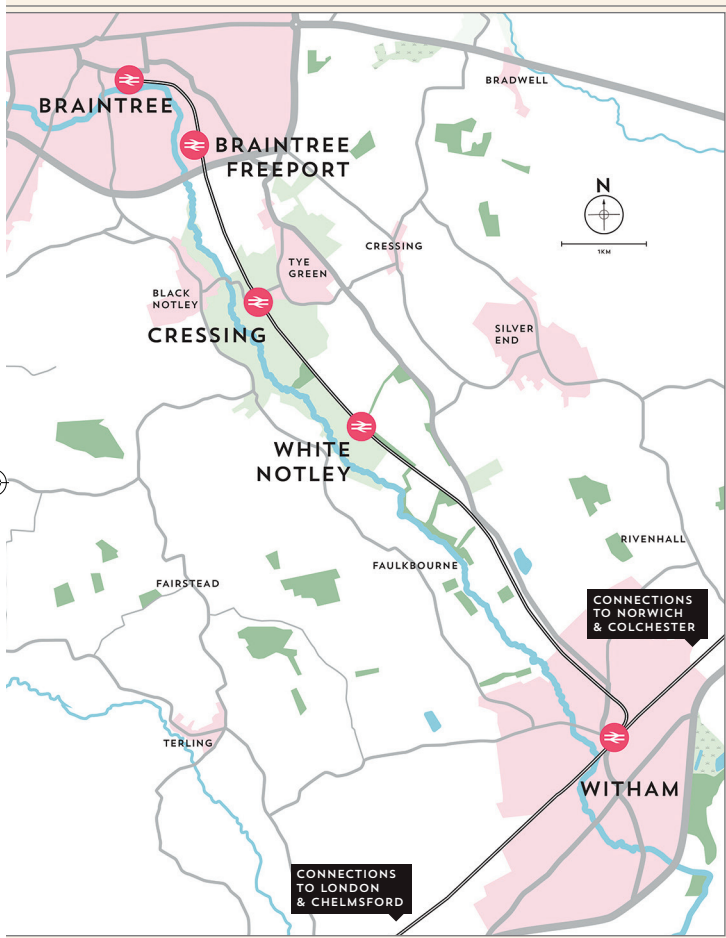 BRADWELL
BRAINTREE
BRAINTREE
FREEPORT
N
1KM
CRESSING
TYE
GREEN
BLACK
NOTLEY
CRESSING
SILVER
END
WHITE
NOTLEY
RIVENHALL
FAULKBOURNE
FAIRSTEAD
CONNECTIONS
TO NORWICH
& COLCHESTER
TERLING
WITHAM
CONNECTIONS
TO LONDON
& CHELMSFORD